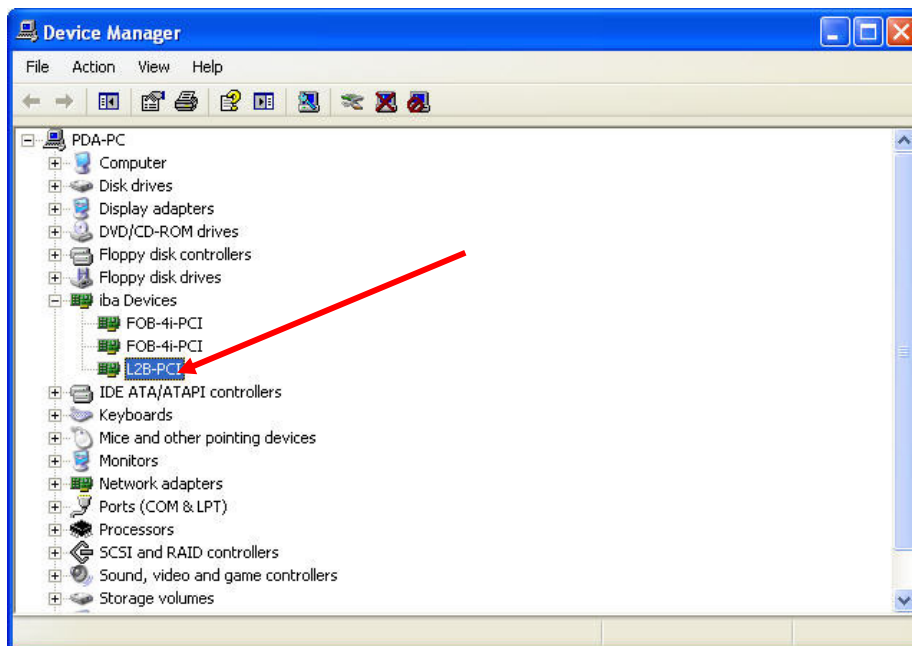 Device Manager
File Action View Help
PDA-PC
Computer
Disk drives
Display adapters
DVD/CD-ROM drives
Floppy disk controllers
Floppy disk drives
iba Devices
FOB-4i-PCI
FOB-4i-PCI
L2B-PCI
IDE ATA/ATAPI controllers
Keyboards
Mice and other pointing devices
Monitors
Network adapters
Ports (COM & LPT)
Processors
SCSI and RAID controllers
Sound, video and game controllers
Storage volumes